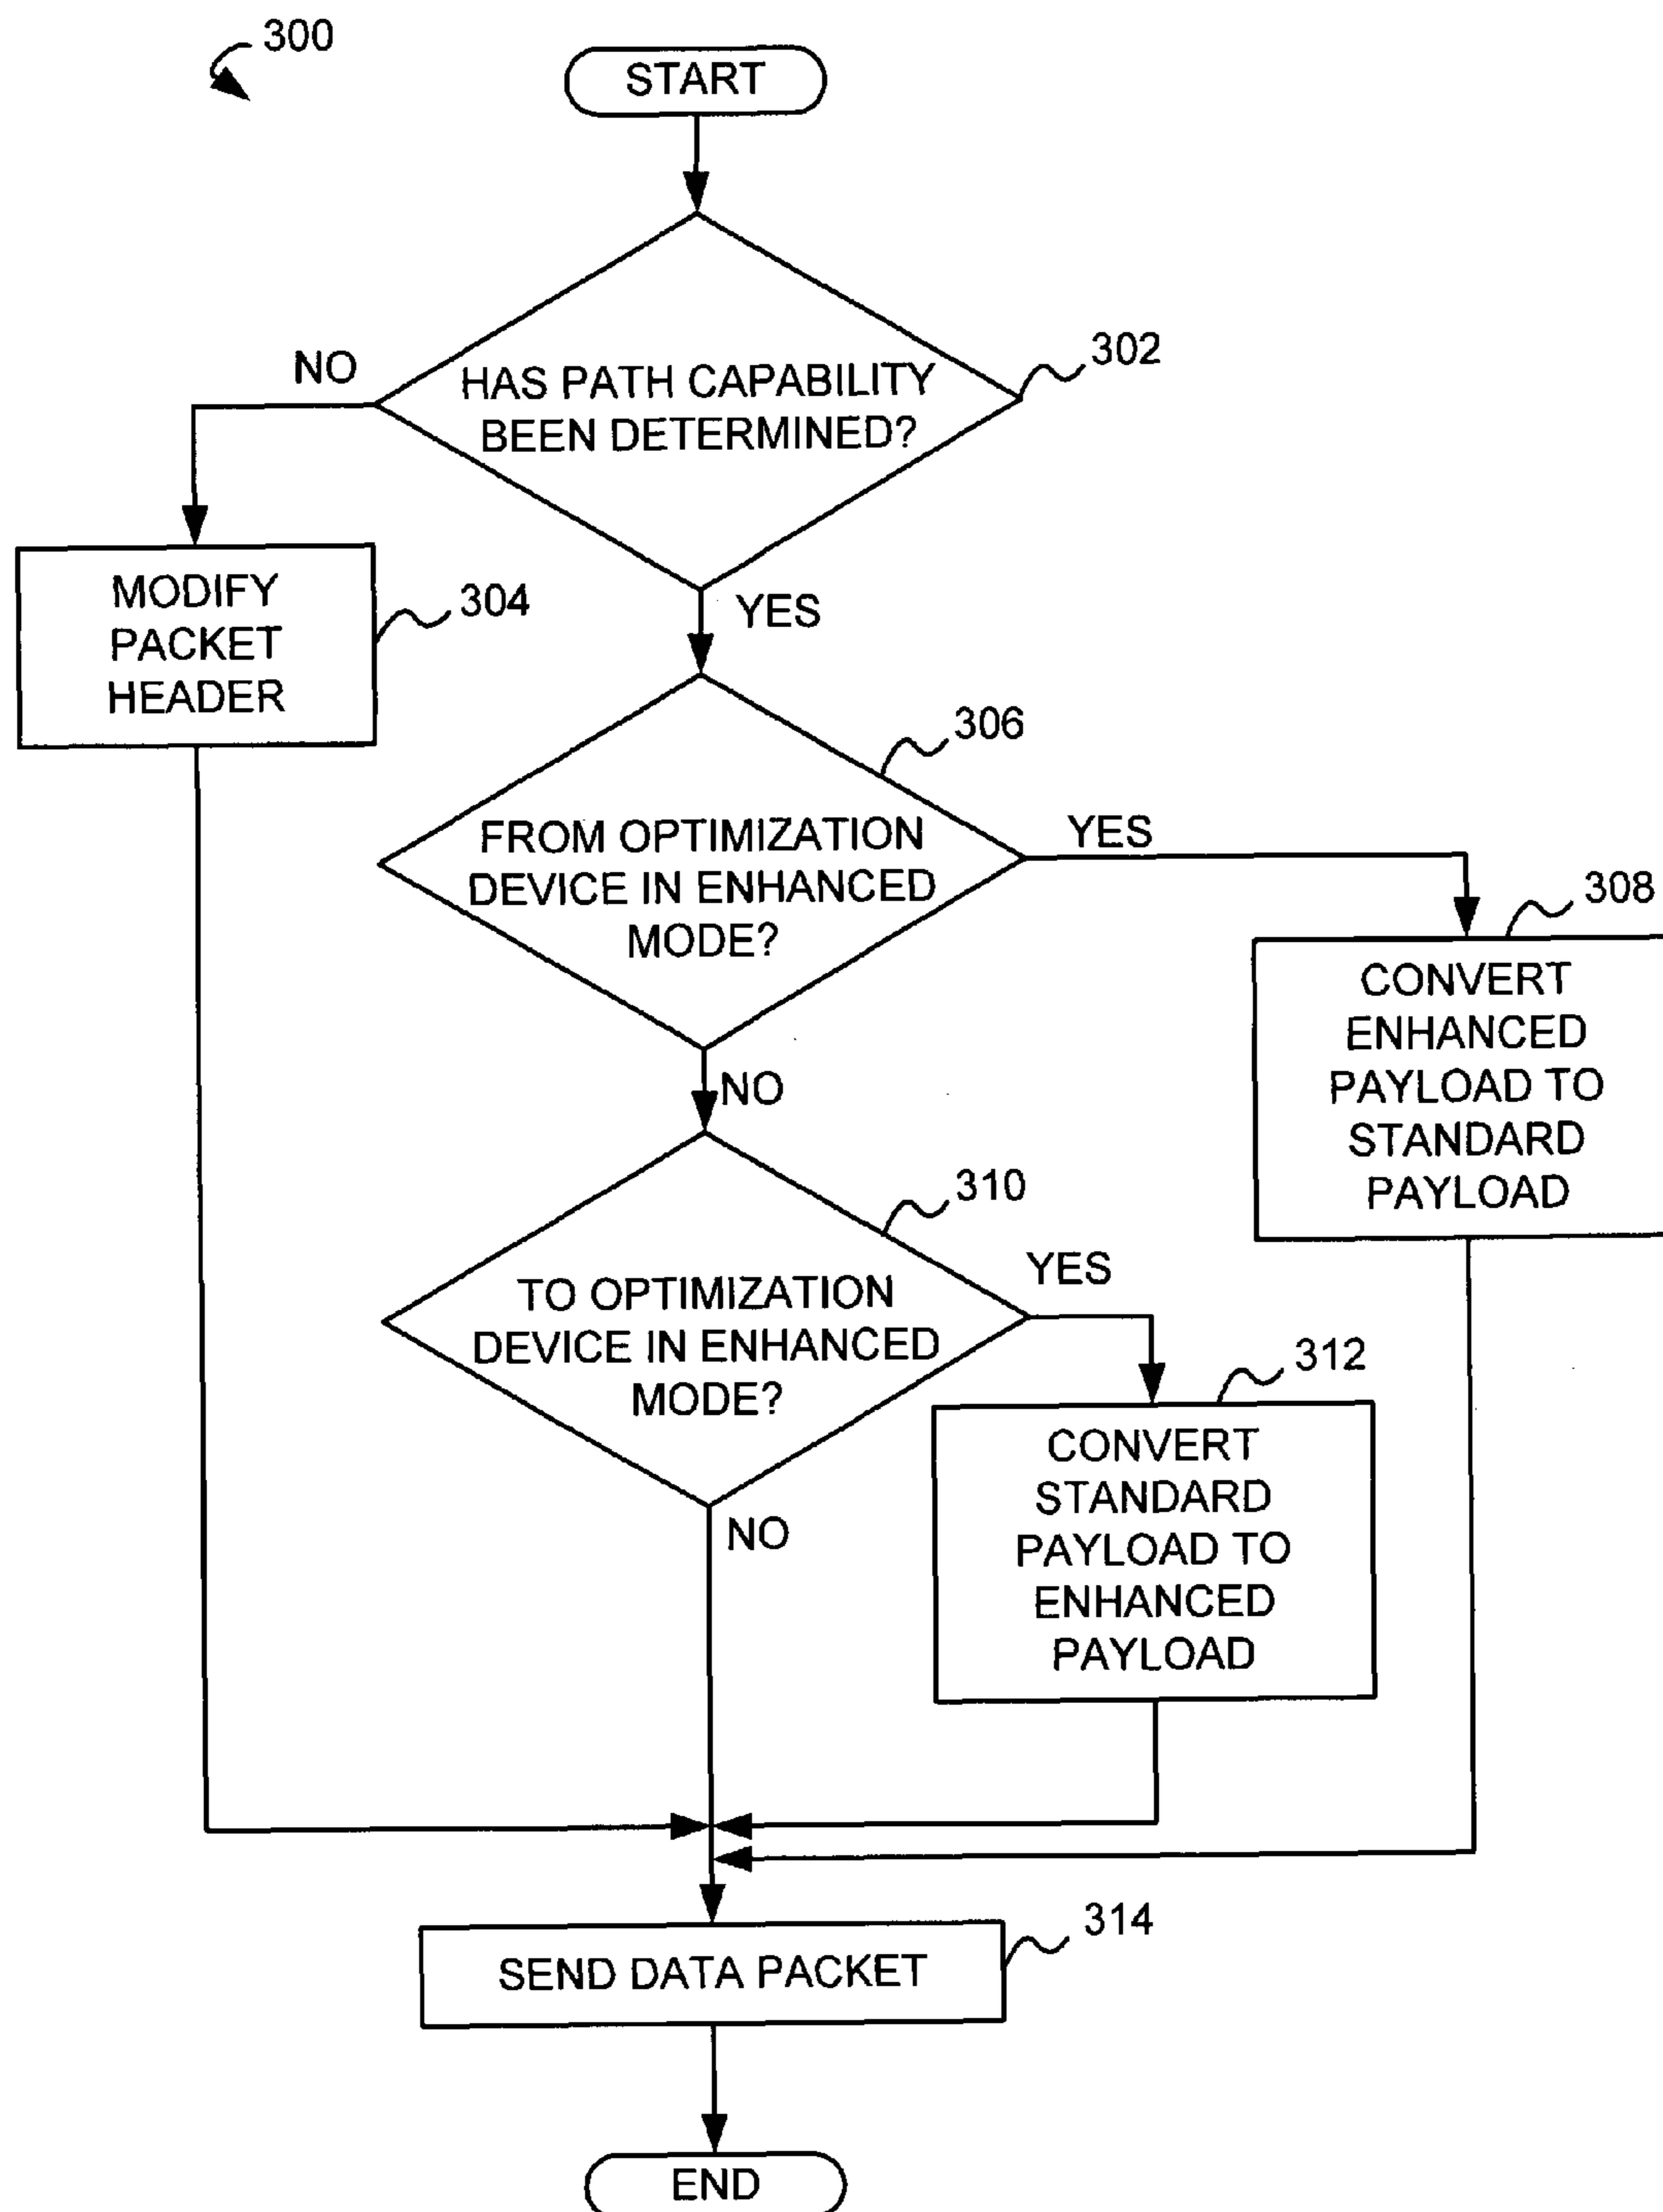 300
START
HAS PATH CAPABILITY
BEEN DETERMINED?
302
NO
YES
MODIFY
PACKET
HEADER
304
FROM OPTIMIZATION
DEVICE IN ENHANCED
MODE?
306
YES
NO
CONVERT
ENHANCED
PAYLOAD TO
STANDARD
PAYLOAD
308
TO OPTIMIZATION
DEVICE IN ENHANCED
MODE?
310
YES
NO
CONVERT
STANDARD
PAYLOAD TO
ENHANCED
PAYLOAD
312
SEND DATA PACKET
314
END